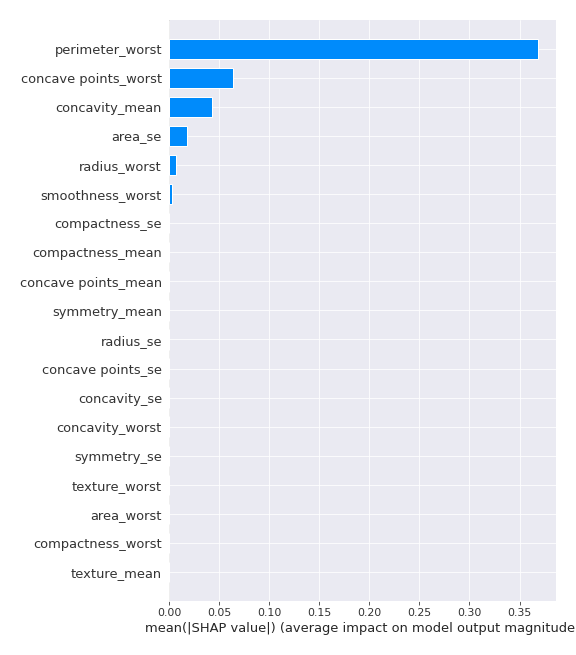 perimeter_worst
concave points_worst
concavity_mean
area_se
radius_worst
smoothness_worst
compactness_se
compactness_mean
concave points_mean
symmetry_mean
radius_se
concave points_se
concavity_se
concavity_worst
symmetry_se
texture_worst
area_worst
compactness_worst
texture_mean
0.00 0.05 0.10 0.15 0.20 0.25 0.30 0.35
mean(|SHAP value|) (average impact on model output magnitude